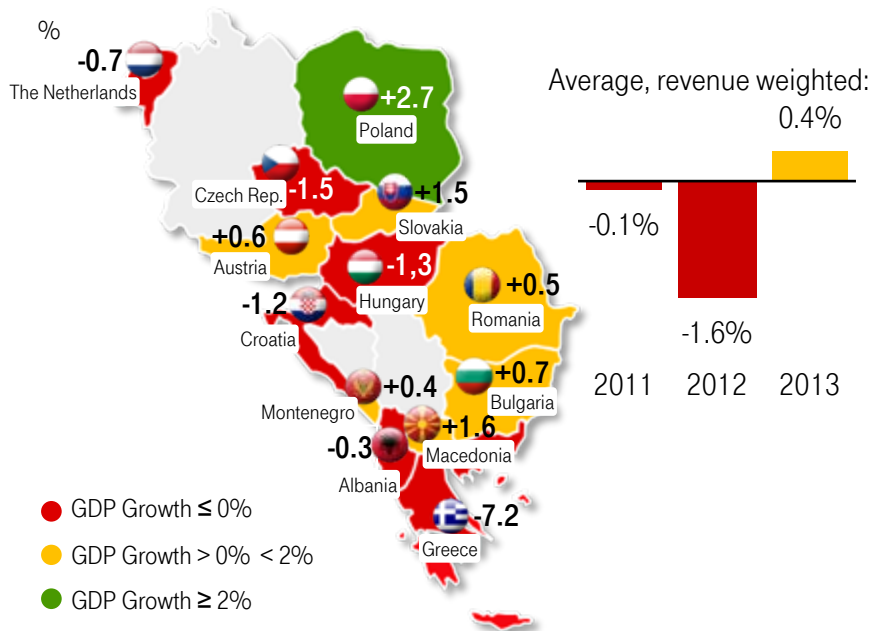 %
-0.7
The Netherlands
+2.7
Poland
Czech Rep.
-1.5
+1.5
Slovakia
+0.6
Austria
-1,3
Hungary
+0.5
Romania
-1.2
Croatia
+0.4
Montenegro
+0.7
Bulgaria
+1.6
Macedonia
-0.3
Albania
-7.2
Greece
GDP Growth ≤ 0%
GDP Growth > 0% < 2%
GDP Growth ≥ 2%
Average, revenue weighted:
0.4%
-0.1%
-1.6%
2011 2012 2013